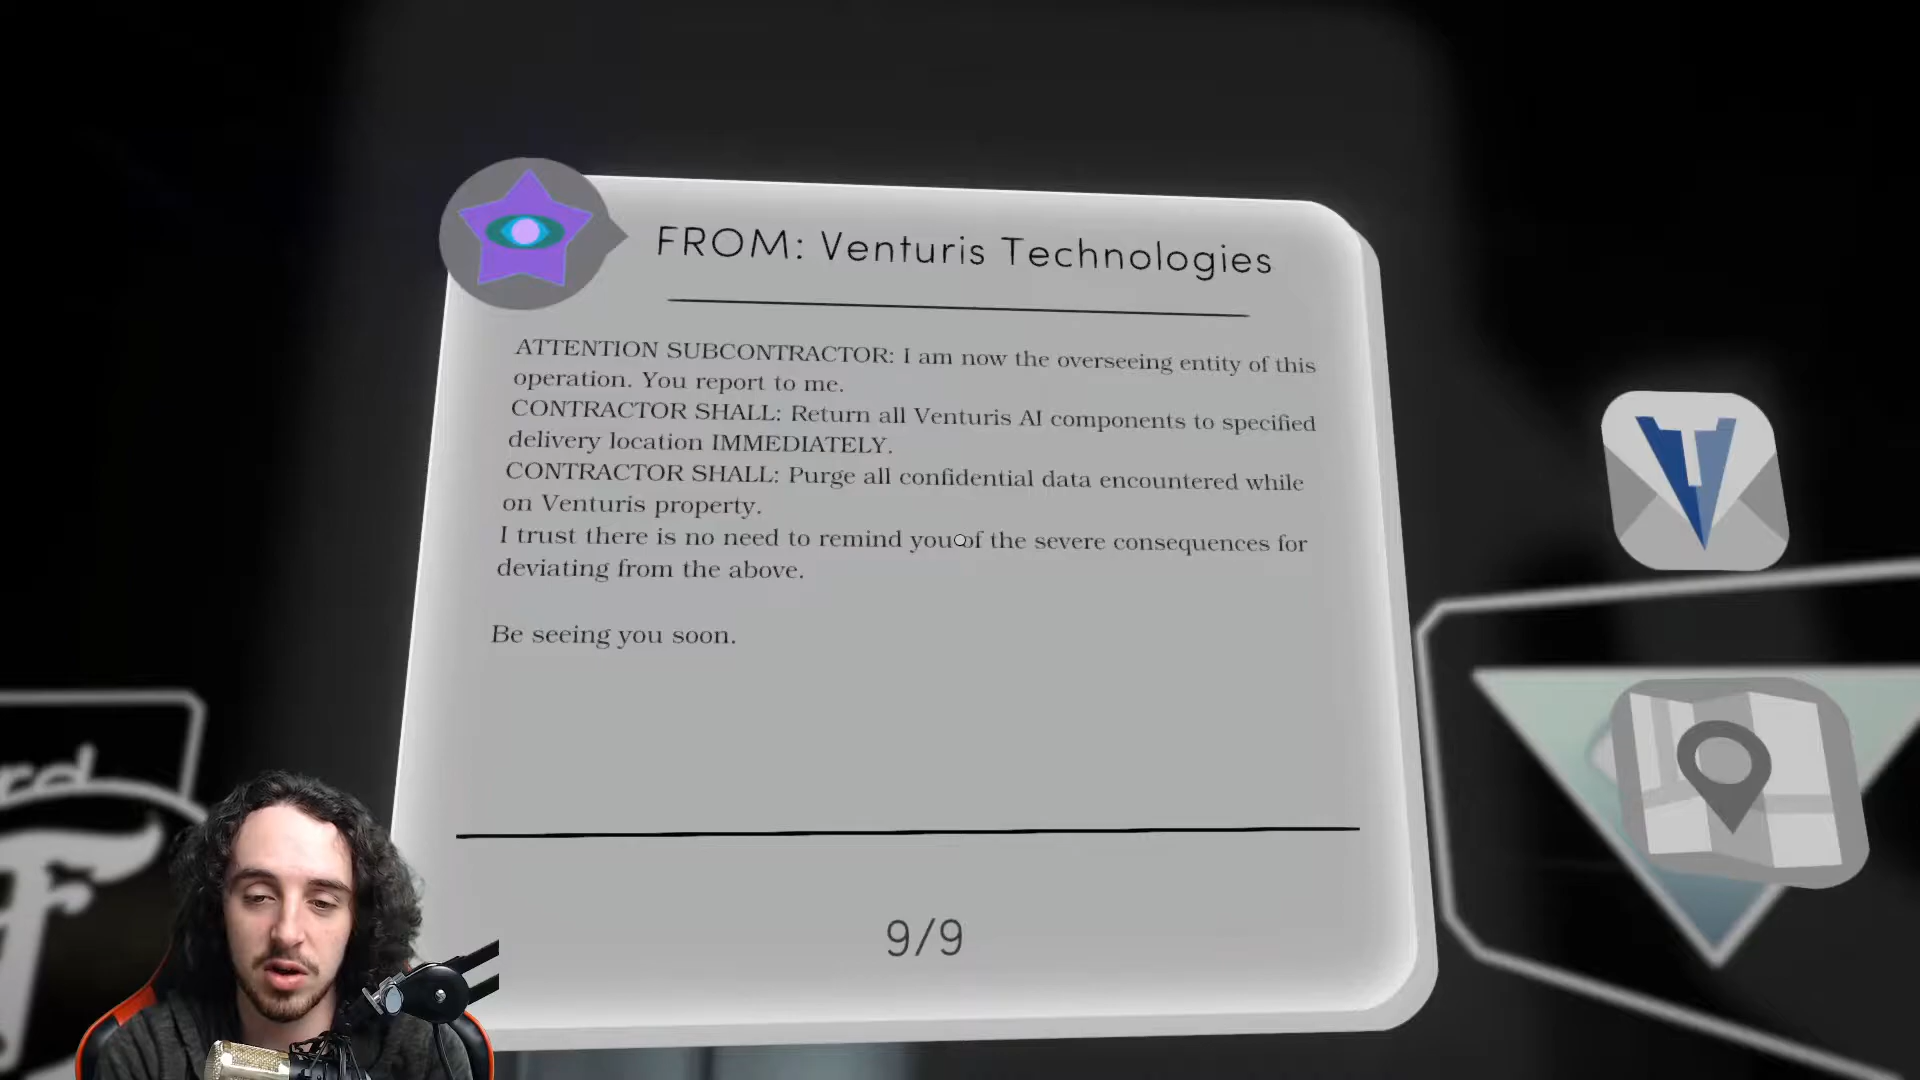 FROM: Venturis Technologies
ATTENTION SUBCONTRACTOR: I am now the overseeing entity of this
operation. You report to me.
CONTRACTOR SHALL: Return all Venturis AI components to specified
delivery location IMMEDIATELY.
CONTRACTOR SHALL: Purge all confidential data encountered while
on Venturis property.
I trust there is no need to remind you of the severe consequences for
deviating from the above.
Be seeing you soon.
9/9